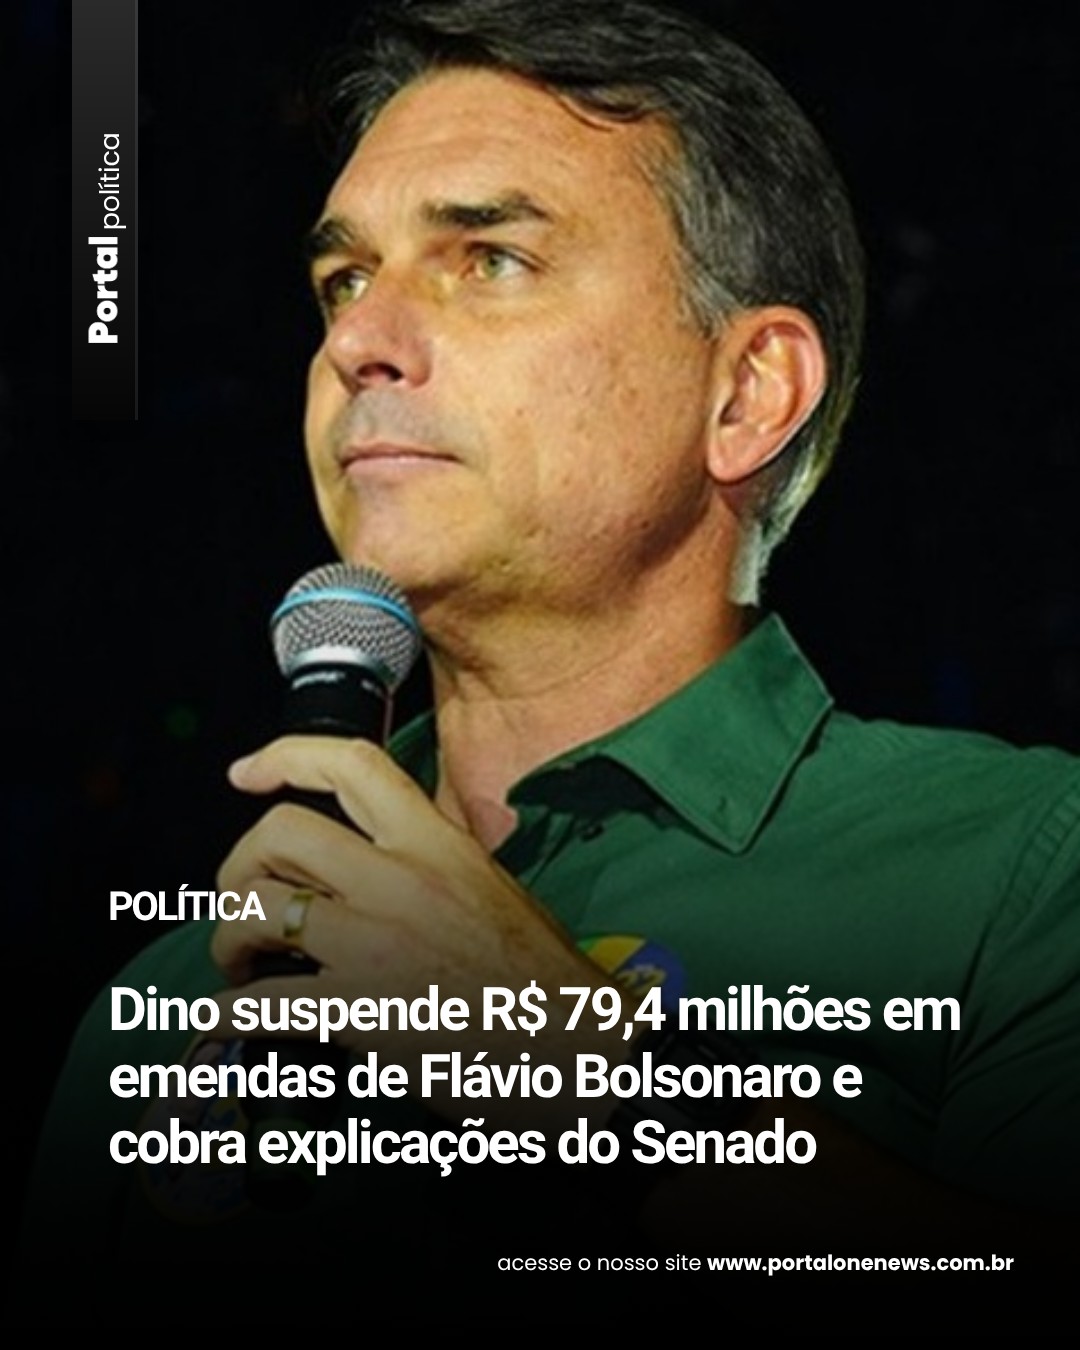 Portal política
POLÍTICA
Dino suspende R$ 79,4 milhões em
emendas de Flávio Bolsonaro e
cobra explicações do Senado
acesse o nosso site www.portalonenews.com.br